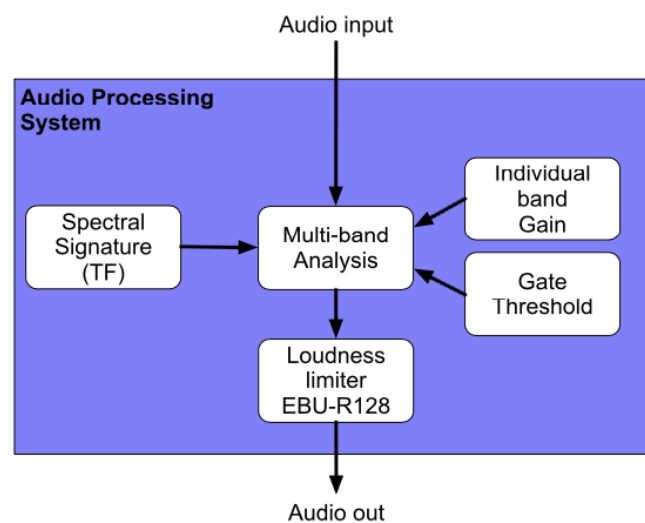 Audio input
Audio Processing
System
Individual
band
Gain
Spectral
Signature
(TF)
Multi-band
Analysis
Gate
Threshold
Loudness
limiter
EBU-R128
Audio out